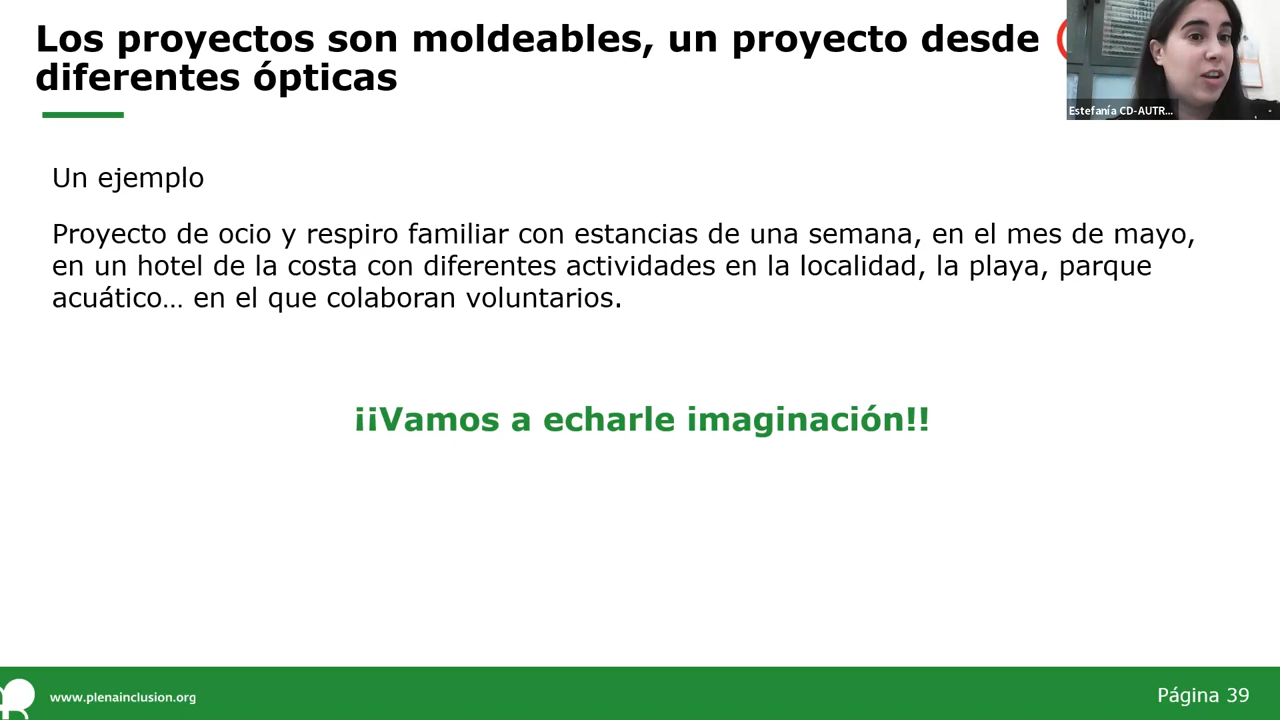 Los proyectos son moldeables, un proyecto desde
diferentes ópticas
Estefanía CD-AUTR...
Un ejemplo
Proyecto de ocio y respiro familiar con estancias de una semana, en el mes de mayo,
en un hotel de la costa con diferentes actividades en la localidad, la playa, parque
acuático… en el que colaboran voluntarios.
¡¡Vamos a echarle imaginación!!
www.plenainclusion.org
Página 39